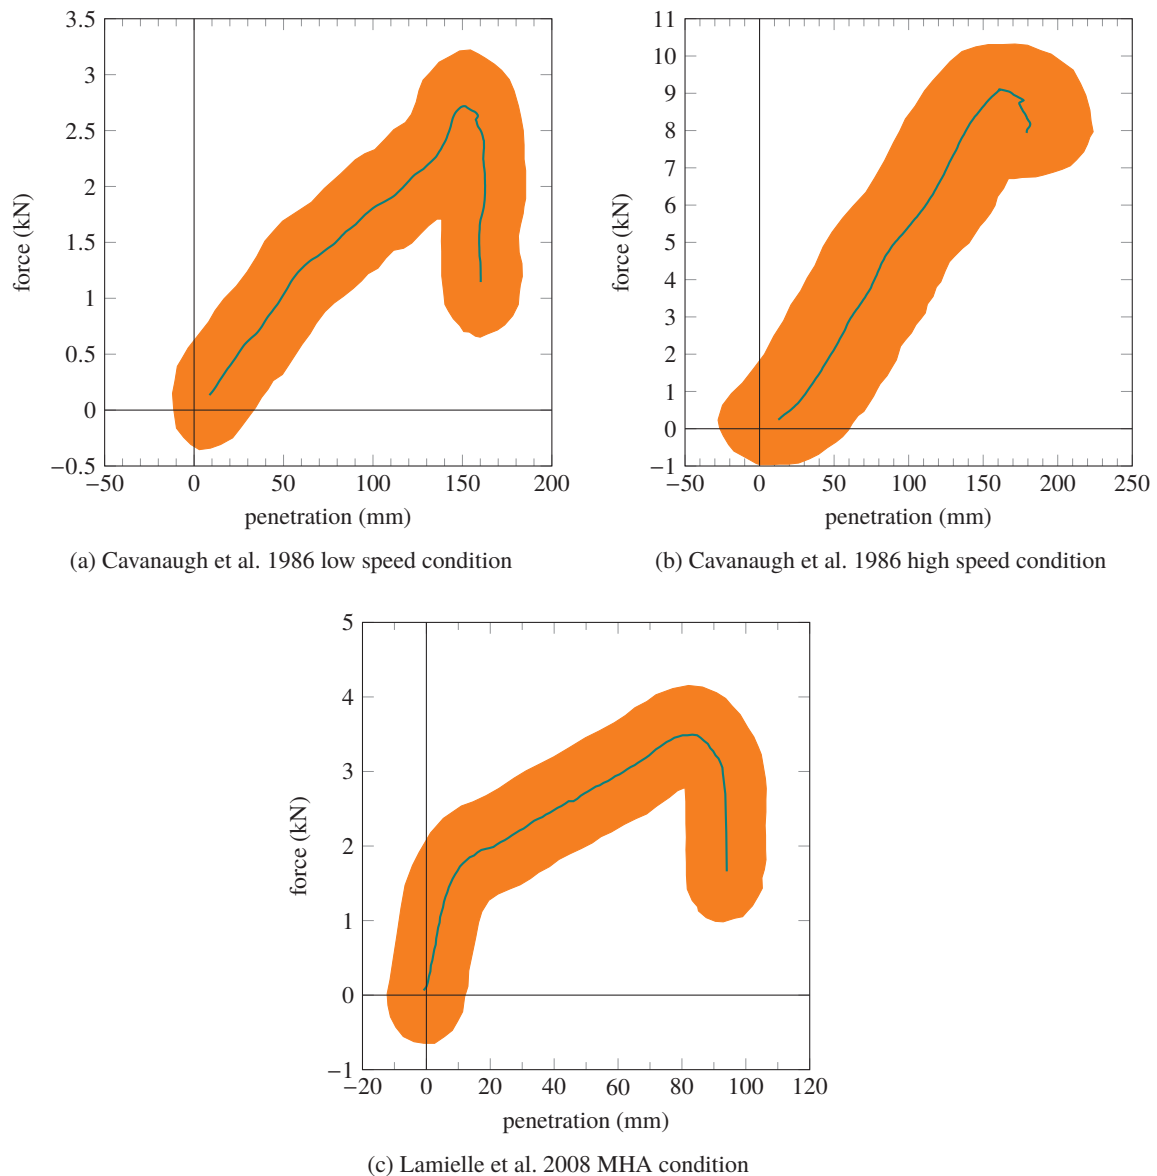 3.5
3
2.5
2
1.5
1
0.5
0
−0.5
force (kN)
−50 0 50 100 150 200
penetration (mm)
(a) Cavanaugh et al. 1986 low speed condition
11
10
9
8
7
6
5
4
3
2
1
0
−1
force (kN)
−50 0 50 100 150 200 250
penetration (mm)
(b) Cavanaugh et al. 1986 high speed condition
5
4
3
2
1
0
−1
force (kN)
−20 0 20 40 60 80 100 120
penetration (mm)
(c) Lamielle et al. 2008 MHA condition